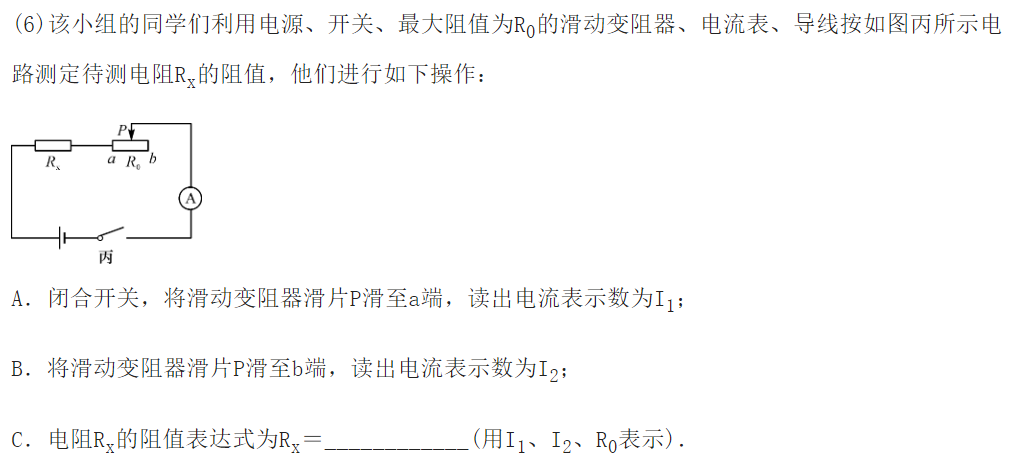 (6)该小组的同学们利用电源、开关、最大阻值为R₀的滑动变阻器、电流表、导线按如图丙所示电
路测定待测电阻Rₓ的阻值，他们进行如下操作：
P
Rₓ a R₀ b
A
丙
A．闭合开关，将滑动变阻器滑片P滑至a端，读出电流表示数为I₁；
B．将滑动变阻器滑片P滑至b端，读出电流表示数为I₂；
C．电阻Rₓ的阻值表达式为Rₓ＝____________(用I₁、I₂、R₀表示)．